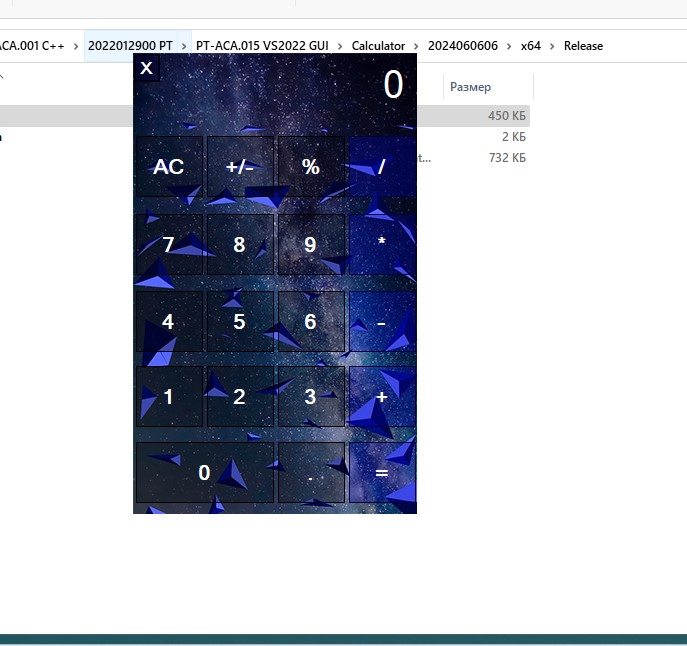 ACA.001 C++ > 2022012900 PT > PT-ACA.015 VS2022 GUI > Calculator > 2024060606 > x64 > Release
X
0
Размер
450 КБ
2 КБ
t... 732 КБ
AC +/- % /
7 8 9 *
4 5 6 -
1 2 3 +
0 . =